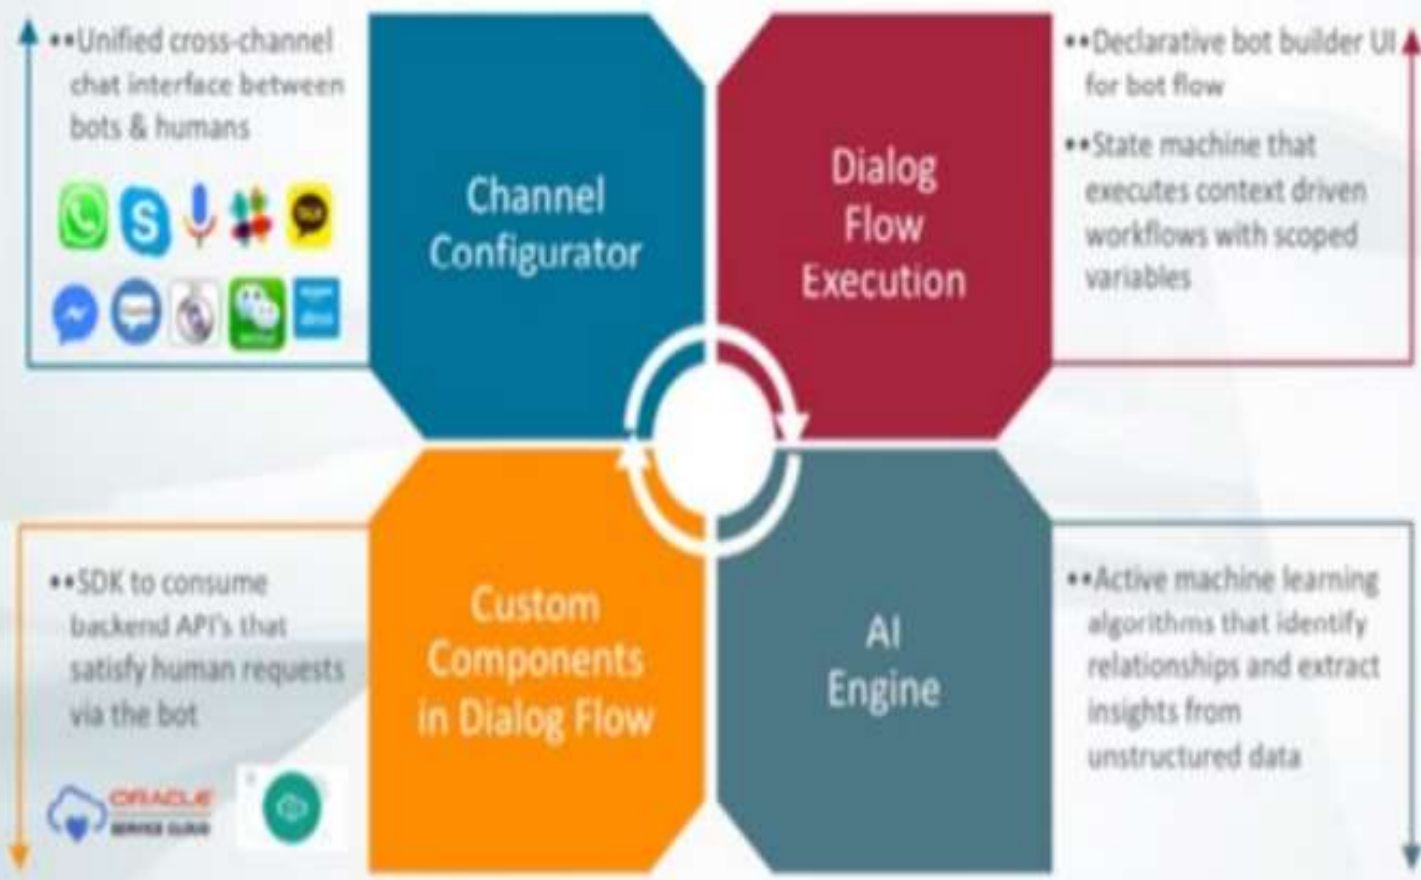 ••Unified cross-channel
chat interface between
bots & humans
Channel
Configurator
Dialog
Flow
Execution
••Declarative bot builder UI
for bot flow
••State machine that
executes context driven
workflows with scoped
variables
••SDK to consume
backend API's that
satisfy human requests
via the bot
ORACLE
SERVICE CLOUD
Custom
Components
in Dialog Flow
AI
Engine
••Active machine learning
algorithms that identify
relationships and extract
insights from
unstructured data